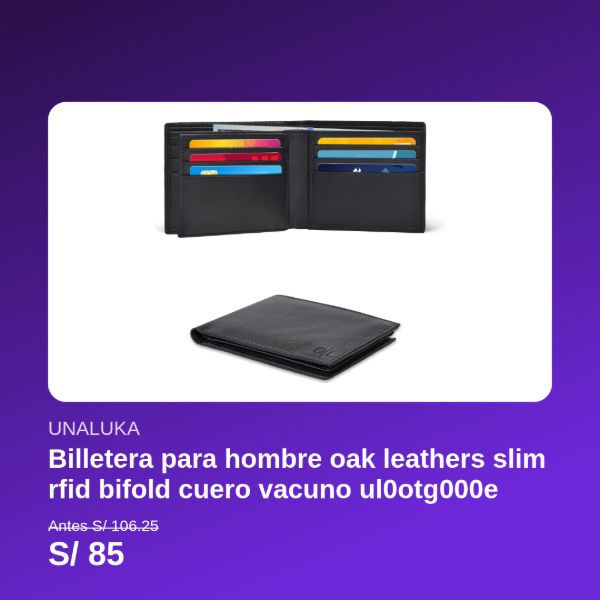 UNALUKA
Billetera para hombre oak leathers slim
rfid bifold cuero vacuno ul0otg000e
Antes S/ 106.25
S/ 85